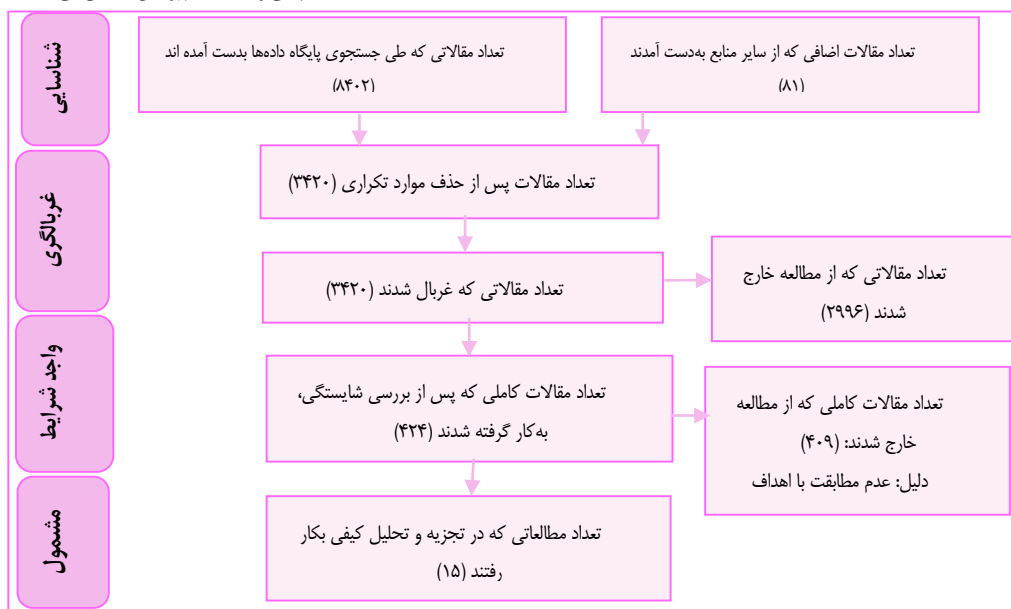 شناسایی
تعداد مقالات اضافی که از سایر منابع به‌دست آمدند
(۸۱)
تعداد مقالاتی که طی جستجوی پایگاه داده‌ها بدست آمده اند
(۸۴۰۲)
غربالگری
تعداد مقالات پس از حذف موارد تکراری (۳۴۲۰)
تعداد مقالاتی که غربال شدند (۳۴۲۰)
تعداد مقالاتی که از مطالعه خارج
شدند (۲۹۹۶)
واجد شرایط
تعداد مقالات کاملی که پس از بررسی شایستگی،
به‌کار گرفته شدند (۴۲۴)
تعداد مقالات کاملی که از مطالعه
خارج شدند: (۴۰۹)
دلیل: عدم مطابقت با اهداف
مشمول
تعداد مطالعاتی که در تجزیه و تحلیل کیفی بکار
رفتند (۱۵)